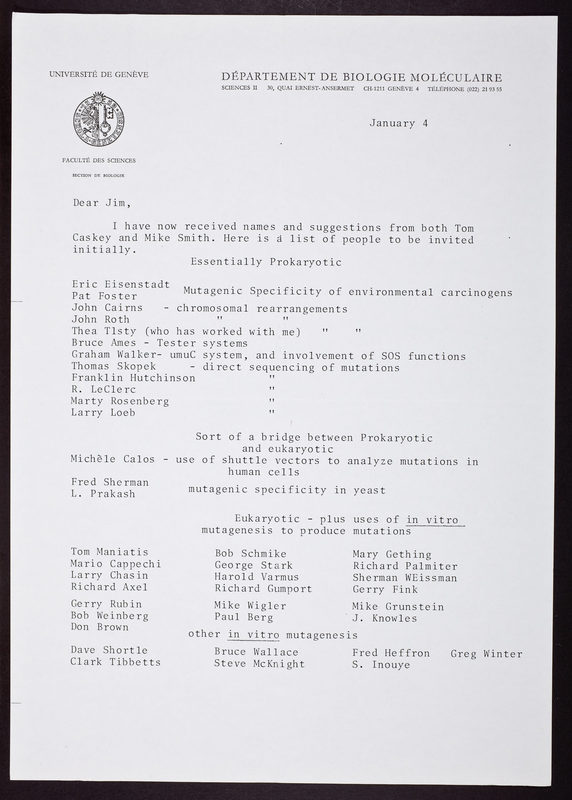 UNIVERSITÉ DE GENÈVE
DÉPARTEMENT DE BIOLOGIE MOLÉCULAIRE
SCIENCES II 30, QUAI ERNEST-ANSERMET CH-1211 GENÈVE 4 TÉLÉPHONE (022) 21 93 55
January 4
FACULTÉ DES SCIENCES
SECTION DE BIOLOGIE
Dear Jim,
I have now received names and suggestions from both Tom
Caskey and Mike Smith. Here is a list of people to be invited
initially.
Essentially Prokaryotic
Eric Eisenstadt
Pat Foster Mutagenic Specificity of environmental carcinogens
John Cairns - chromosomal rearrangements
John Roth " "
Thea Tlsty (who has worked with me) " "
Bruce Ames - Tester systems
Graham Walker- umuC system, and involvement of SOS functions
Thomas Skopek - direct sequencing of mutations
Franklin Hutchinson "
R. LeClerc "
Marty Rosenberg "
Larry Loeb "
Sort of a bridge between Prokaryotic
and eukaryotic
Michèle Calos - use of shuttle vectors to analyze mutations in
human cells
Fred Sherman
L. Prakash mutagenic specificity in yeast
Eukaryotic - plus uses of in vitro
mutagenesis to produce mutations
Tom Maniatis Bob Schmike Mary Gething
Mario Cappechi George Stark Richard Palmiter
Larry Chasin Harold Varmus Sherman WEissman
Richard Axel Richard Gumport Gerry Fink
Gerry Rubin Mike Wigler Mike Grunstein
Bob Weinberg Paul Berg J. Knowles
Don Brown
other in vitro mutagenesis
Dave Shortle Bruce Wallace Fred Heffron Greg Winter
Clark Tibbetts Steve McKnight S. Inouye